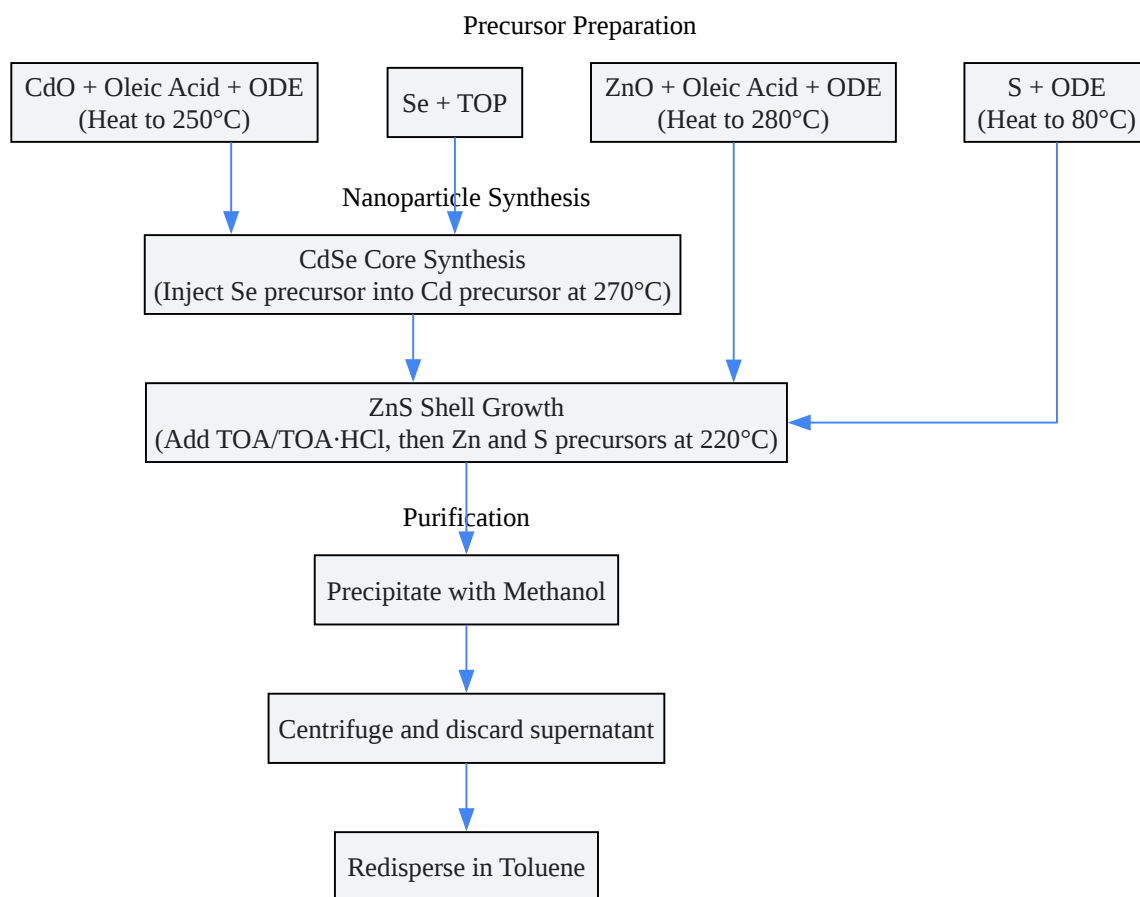 Precursor Preparation
CdO + Oleic Acid + ODE
(Heat to 250°C)
Se + TOP
ZnO + Oleic Acid + ODE
(Heat to 280°C)
S + ODE
(Heat to 80°C)
Nanoparticle Synthesis
CdSe Core Synthesis
(Inject Se precursor into Cd precursor at 270°C)
ZnS Shell Growth
(Add TOA/TOA·HCl, then Zn and S precursors at 220°C)
Purification
Precipitate with Methanol
Centrifuge and discard supernatant
Redisperse in Toluene